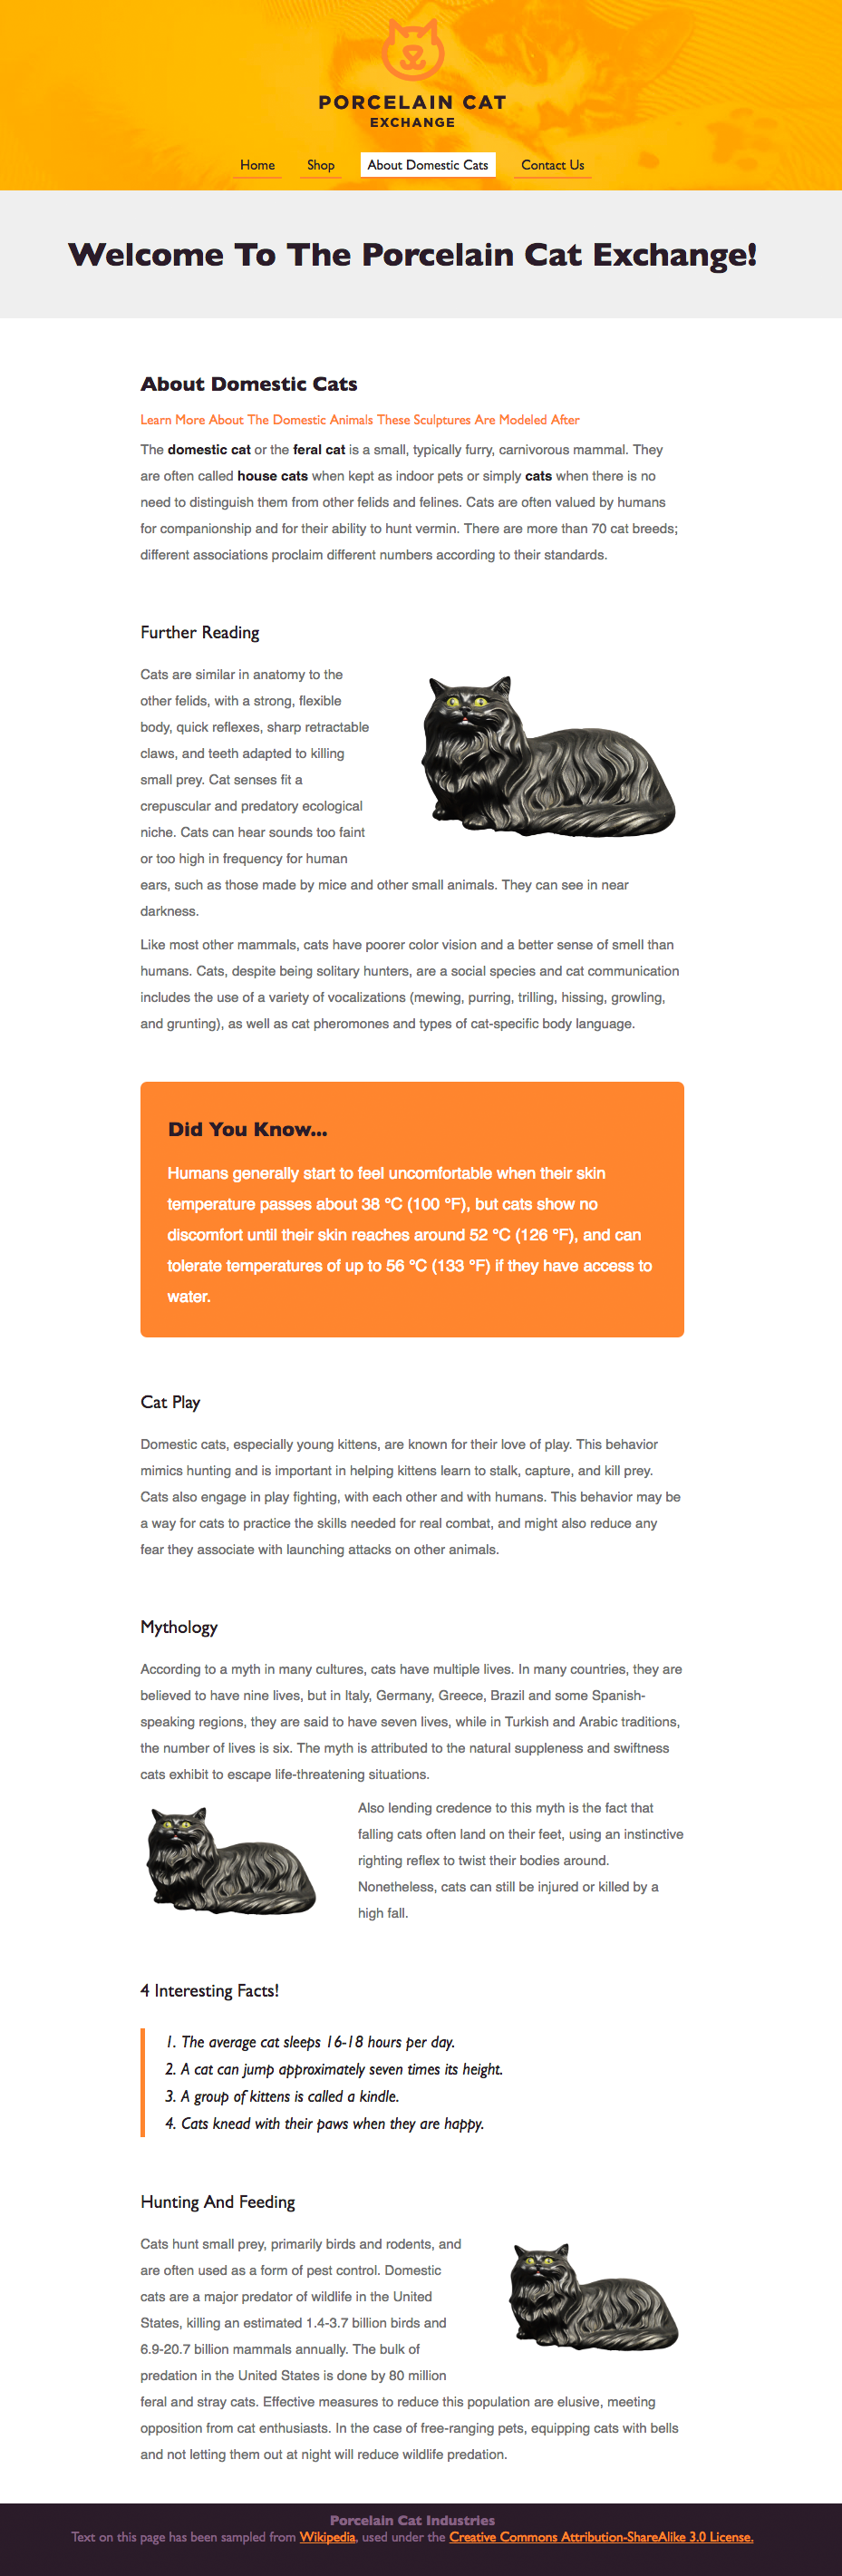 PORCELAIN CAT
EXCHANGE
Home Shop About Domestic Cats Contact Us
Welcome To The Porcelain Cat Exchange!
About Domestic Cats
Learn More About The Domestic Animals These Sculptures Are Modeled After
The domestic cat or the feral cat is a small, typically furry, carnivorous mammal. They
are often called house cats when kept as indoor pets or simply cats when there is no
need to distinguish them from other felids and felines. Cats are often valued by humans
for companionship and for their ability to hunt vermin. There are more than 70 cat breeds;
different associations proclaim different numbers according to their standards.
Further Reading
Cats are similar in anatomy to the
other felids, with a strong, flexible
body, quick reflexes, sharp retractable
claws, and teeth adapted to killing
small prey. Cat senses fit a
crepuscular and predatory ecological
niche. Cats can hear sounds too faint
or too high in frequency for human
ears, such as those made by mice and other small animals. They can see in near
darkness.
Like most other mammals, cats have poorer color vision and a better sense of smell than
humans. Cats, despite being solitary hunters, are a social species and cat communication
includes the use of a variety of vocalizations (mewing, purring, trilling, hissing, growling,
and grunting), as well as cat pheromones and types of cat-specific body language.
Did You Know...
Humans generally start to feel uncomfortable when their skin
temperature passes about 38 °C (100 °F), but cats show no
discomfort until their skin reaches around 52 °C (126 °F), and can
tolerate temperatures of up to 56 °C (133 °F) if they have access to
water.
Cat Play
Domestic cats, especially young kittens, are known for their love of play. This behavior
mimics hunting and is important in helping kittens learn to stalk, capture, and kill prey.
Cats also engage in play fighting, with each other and with humans. This behavior may be
a way for cats to practice the skills needed for real combat, and might also reduce any
fear they associate with launching attacks on other animals.
Mythology
According to a myth in many cultures, cats have multiple lives. In many countries, they are
believed to have nine lives, but in Italy, Germany, Greece, Brazil and some Spanish-
speaking regions, they are said to have seven lives, while in Turkish and Arabic traditions,
the number of lives is six. The myth is attributed to the natural suppleness and swiftness
cats exhibit to escape life-threatening situations.
Also lending credence to this myth is the fact that
falling cats often land on their feet, using an instinctive
righting reflex to twist their bodies around.
Nonetheless, cats can still be injured or killed by a
high fall.
4 Interesting Facts!
1. The average cat sleeps 16-18 hours per day.
2. A cat can jump approximately seven times its height.
3. A group of kittens is called a kindle.
4. Cats knead with their paws when they are happy.
Hunting And Feeding
Cats hunt small prey, primarily birds and rodents, and
are often used as a form of pest control. Domestic
cats are a major predator of wildlife in the United
States, killing an estimated 1.4-3.7 billion birds and
6.9-20.7 billion mammals annually. The bulk of
predation in the United States is done by 80 million
feral and stray cats. Effective measures to reduce this population are elusive, meeting
opposition from cat enthusiasts. In the case of free-ranging pets, equipping cats with bells
and not letting them out at night will reduce wildlife predation.
Porcelain Cat Industries
Text on this page has been sampled from Wikipedia, used under the Creative Commons Attribution-ShareAlike 3.0 License.